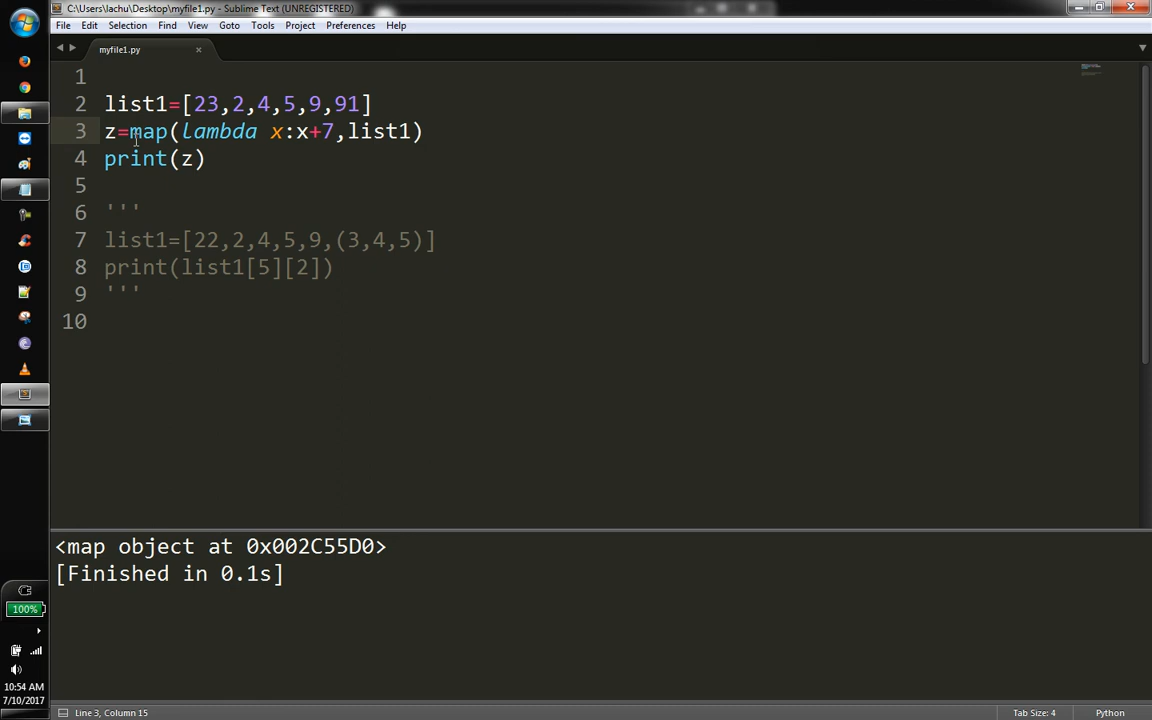 C:\Users\lachu\Desktop\myfile1.py - Sublime Text (UNREGISTERED)
File Edit Selection Find View Goto Tools Project Preferences Help
myfile1.py
1
2 list1=[23,2,4,5,9,91]
3 z=map(lambda x:x+7,list1)
4 print(z)
5
6 '''
7 list1=[22,2,4,5,9,(3,4,5)]
8 print(list1[5][2])
9 '''
10
<map object at 0x002C55D0>
[Finished in 0.1s]
100%
10:54 AM
7/10/2017
Line 3, Column 15 Tab Size: 4 Python